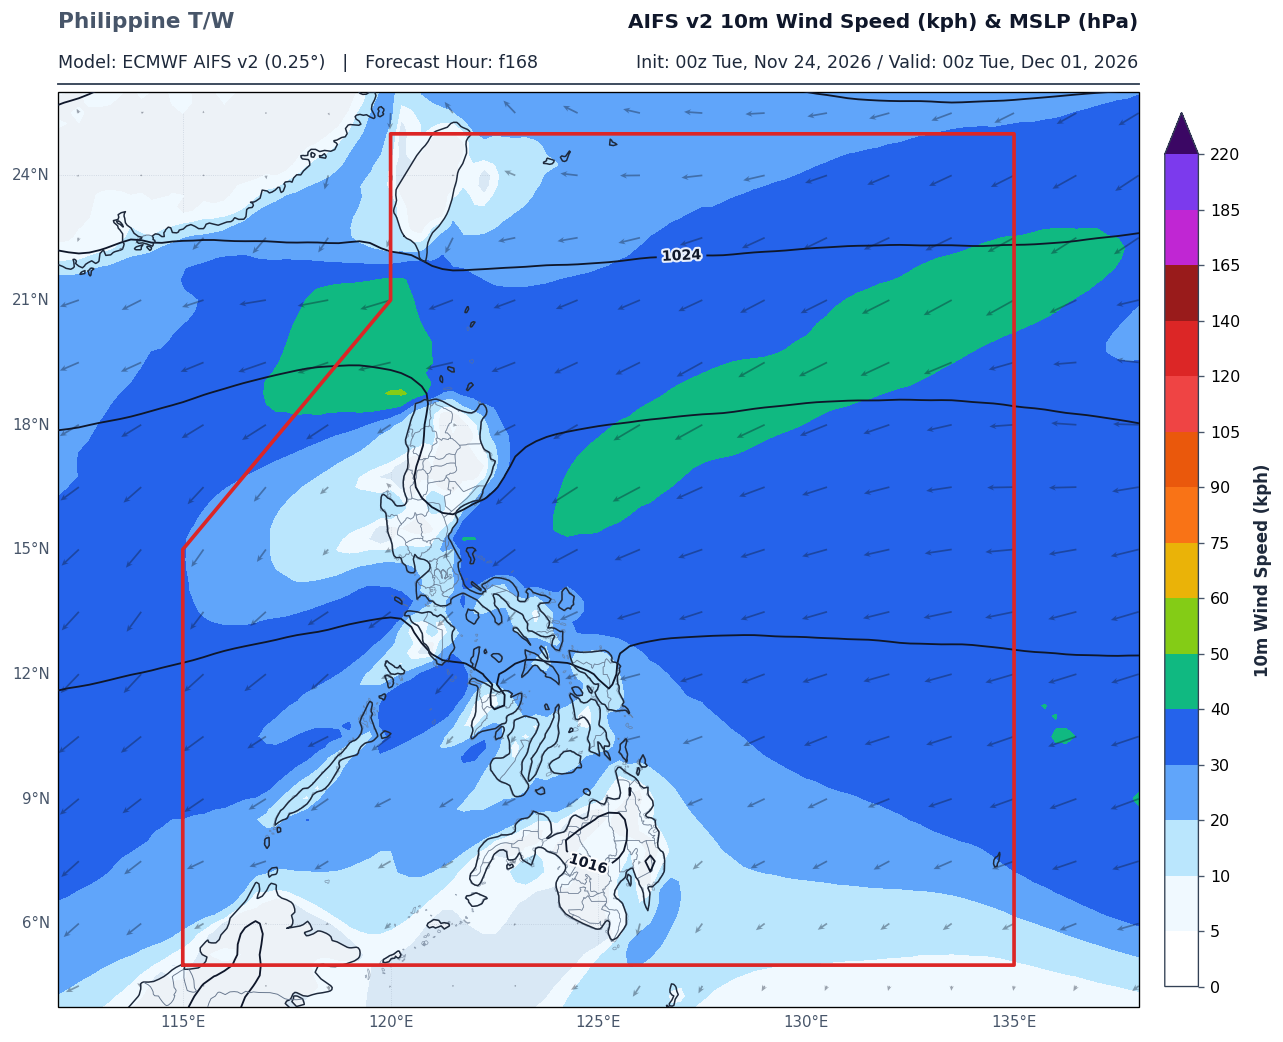 Philippine T/W
AIFS v2 10m Wind Speed (kph) & MSLP (hPa)
Model: ECMWF AIFS v2 (0.25°) | Forecast Hour: f168
Init: 00z Tue, Nov 24, 2026 / Valid: 00z Tue, Dec 01, 2026
24°N
21°N
18°N
15°N
12°N
9°N
6°N
1024
1016
115°E
120°E
125°E
130°E
135°E
220
185
165
140
120
105
90
75
60
50
40
30
20
10
5
0
10m Wind Speed (kph)